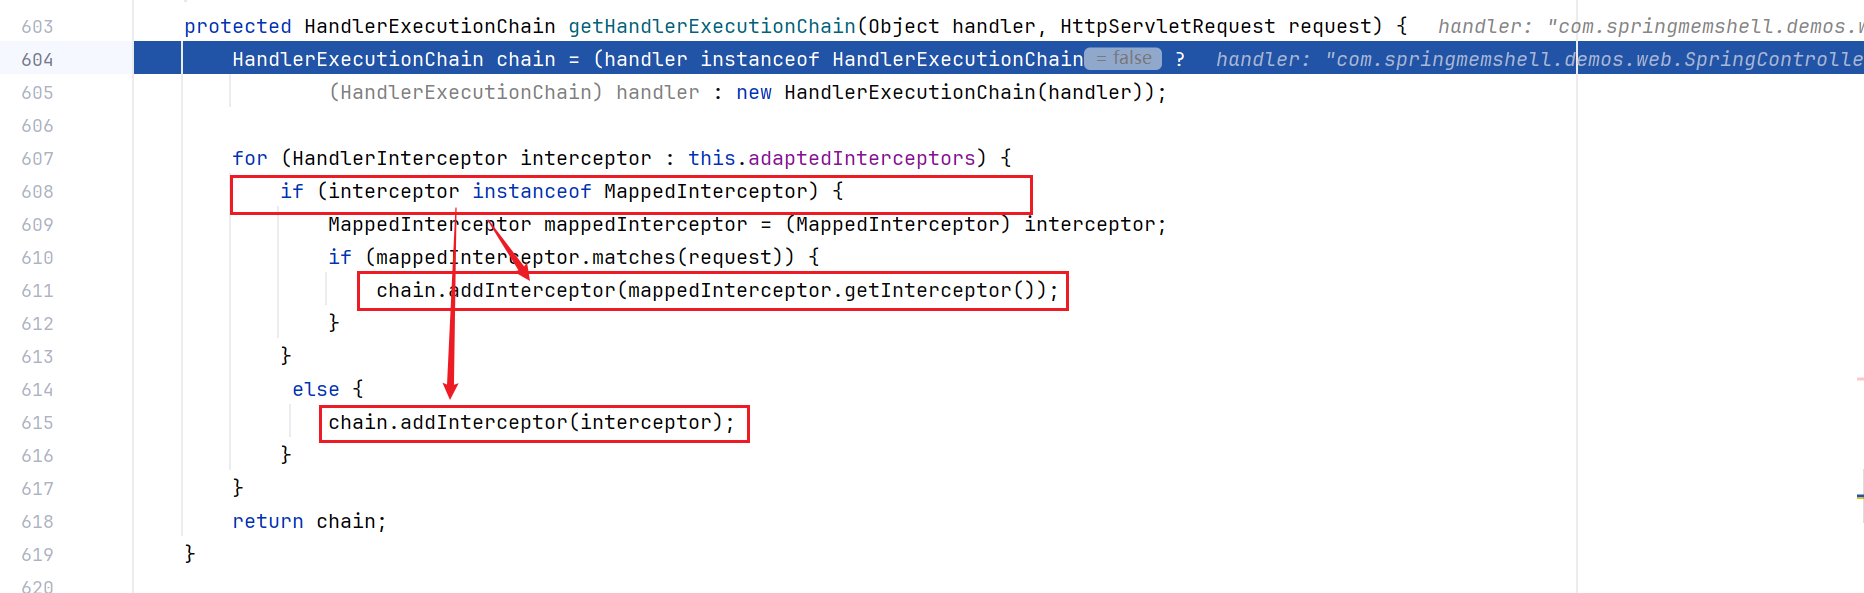 603 protected HandlerExecutionChain getHandlerExecutionChain(Object handler, HttpServletRequest request) { handler: "com.springmemshell.demos.w
604 HandlerExecutionChain chain = (handler instanceof HandlerExecutionChain = false ? handler: "com.springmemshell.demos.web.SpringControlle
605 (HandlerExecutionChain) handler : new HandlerExecutionChain(handler));
606
607 for (HandlerInterceptor interceptor : this.adaptedInterceptors) {
608 if (interceptor instanceof MappedInterceptor) {
609 MappedInterceptor mappedInterceptor = (MappedInterceptor) interceptor;
610 if (mappedInterceptor.matches(request)) {
611 chain.addInterceptor(mappedInterceptor.getInterceptor());
612 }
613 }
614 else {
615 chain.addInterceptor(interceptor);
616 }
617 }
618 return chain;
619 }
620